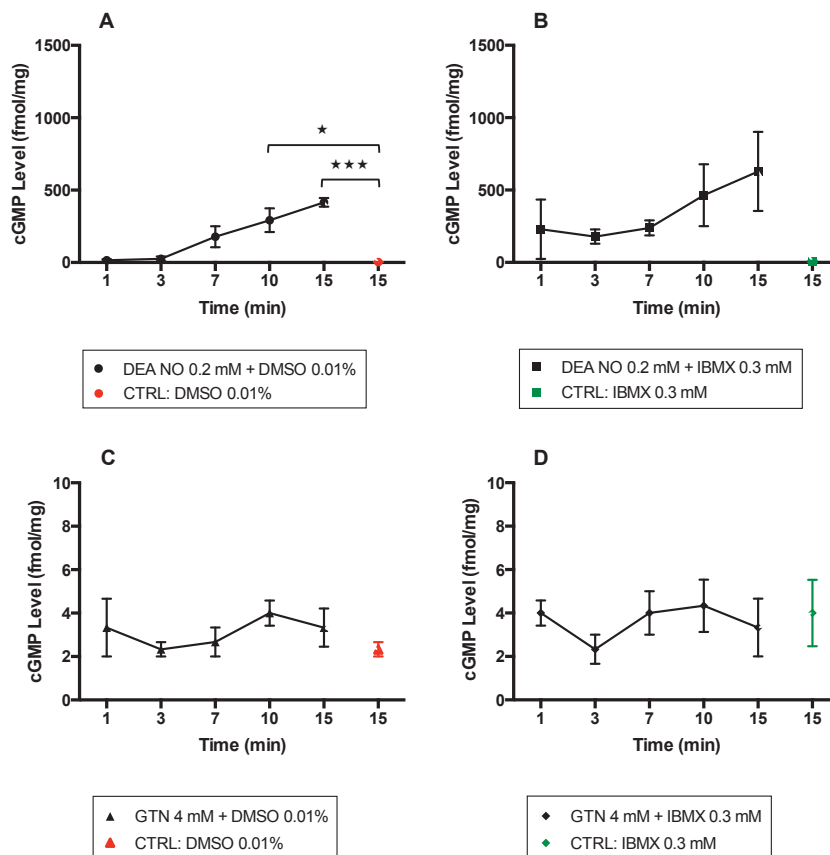 A
cGMP Level (fmol/mg)
1500
1000
500
0
★
★★★
1 3 7 10 15 15
Time (min)
● DEA NO 0.2 mM + DMSO 0.01%
● CTRL: DMSO 0.01%
B
cGMP Level (fmol/mg)
1500
1000
500
0
1 3 7 10 15 15
Time (min)
■ DEA NO 0.2 mM + IBMX 0.3 mM
■ CTRL: IBMX 0.3 mM
C
cGMP Level (fmol/mg)
10
8
6
4
2
0
1 3 7 10 15 15
Time (min)
▲ GTN 4 mM + DMSO 0.01%
▲ CTRL: DMSO 0.01%
D
cGMP Level (fmol/mg)
10
8
6
4
2
0
1 3 7 10 15 15
Time (min)
◆ GTN 4 mM + IBMX 0.3 mM
◆ CTRL: IBMX 0.3 mM